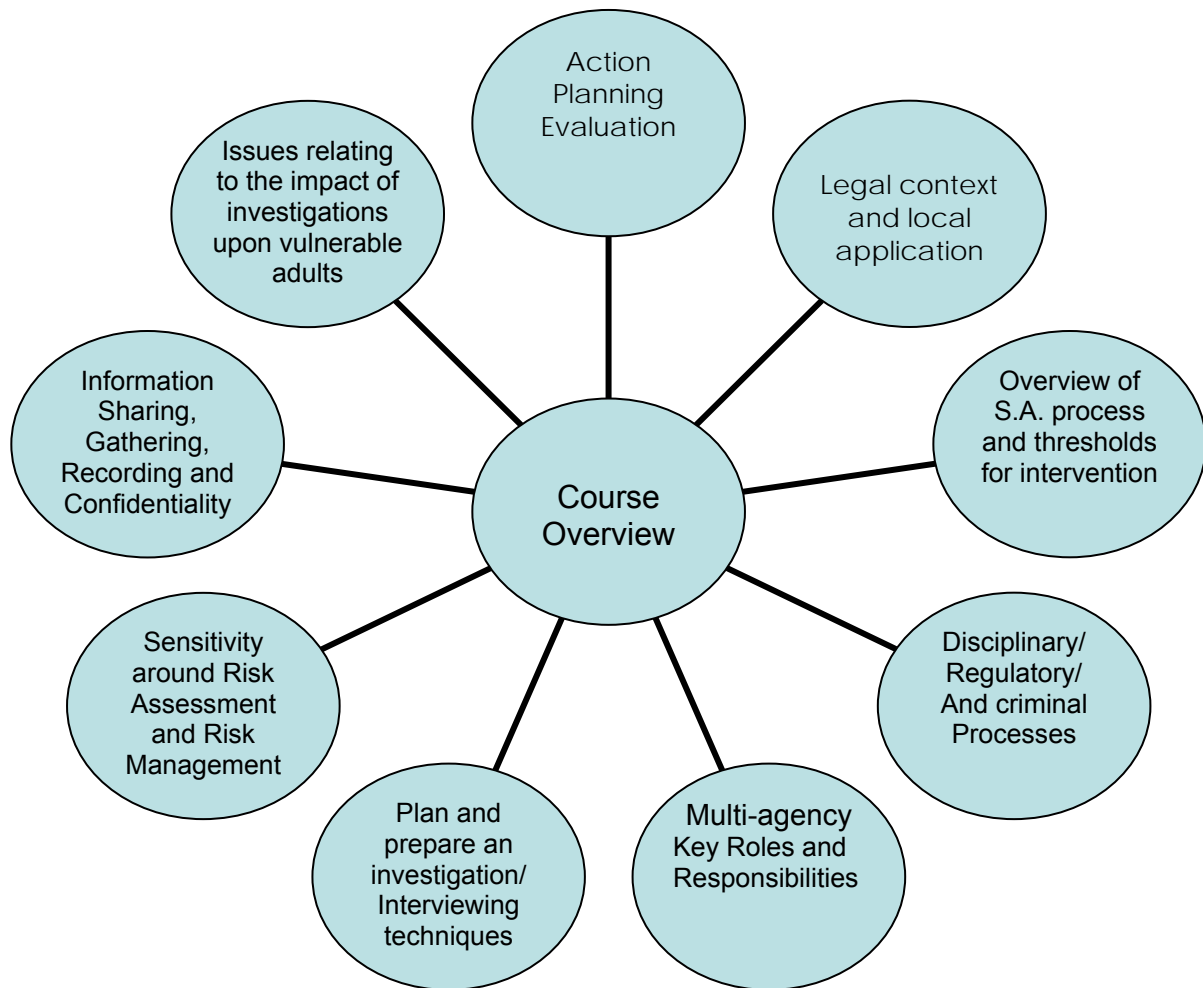 Action
Planning
Evaluation
Legal context
and local
application
Overview of
S.A. process
and thresholds
for intervention
Disciplinary/
Regulatory/
And criminal
Processes
Multi-agency
Key Roles and
Responsibilities
Plan and
prepare an
investigation/
Interviewing
techniques
Sensitivity
around Risk
Assessment
and Risk
Management
Information
Sharing,
Gathering,
Recording and
Confidentiality
Issues relating
to the impact of
investigations
upon vulnerable
adults
Course
Overview